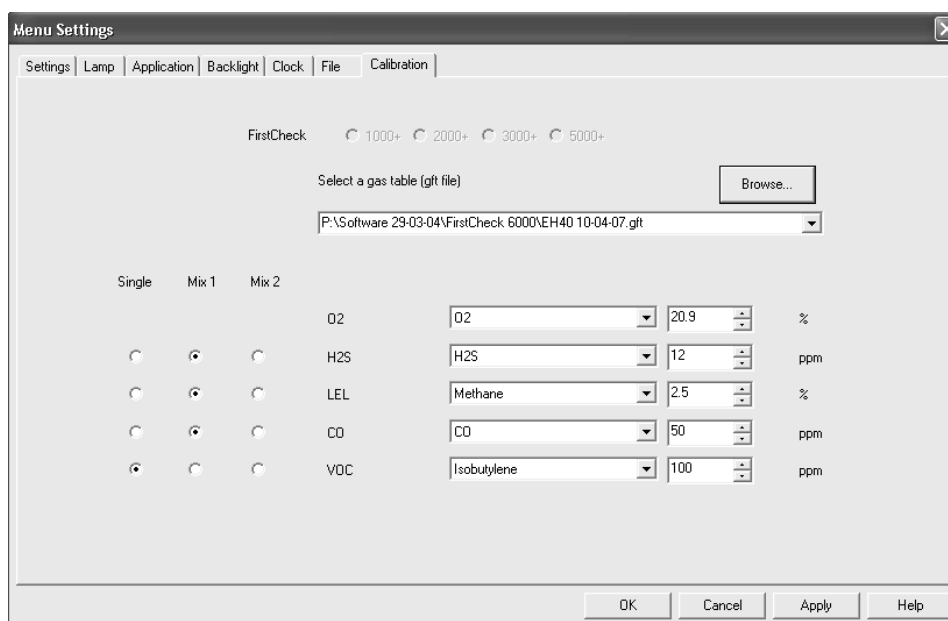 Menu Settings
Settings Lamp Application Backlight Clock File Calibration
FirstCheck 1000+ 2000+ 3000+ 5000+
Select a gas table (gft file) Browse...
P:\Software 29-03-04\FirstCheck 6000\EH40 10-04-07.gft
Single Mix 1 Mix 2
O2 O2 20.9 %
H2S H2S 12 ppm
LEL Methane 2.5 %
CO CO 50 ppm
VOC Isobutylene 100 ppm
OK Cancel Apply Help